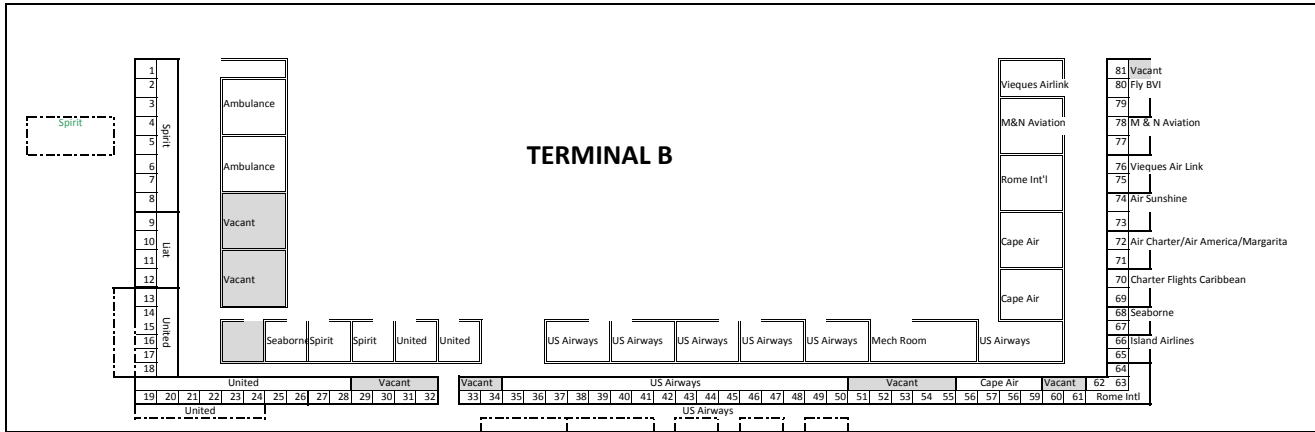 TERMINAL B
Spirit
1
2
3
4
5
6
7
8
Spirit
9
10
11
12
Liat
13
14
15
16
17
18
United
Ambulance
Ambulance
Vacant
Vacant
Vieques Airlink
M&N Aviation
Rome Int'l
Cape Air
Cape Air
81 Vacant
80 Fly BVI
79
78 M & N Aviation
77
76 Vieques Air Link
75
74 Air Sunshine
73
72 Air Charter/Air America/Margarita
71
70 Charter Flights Caribbean
69
68 Seaborne
67
66 Island Airlines
65
64
Seaborne Spirit Spirit United United US Airways US Airways US Airways US Airways US Airways Mech Room US Airways
United Vacant Vacant US Airways Vacant Cape Air Vacant 62 63
19 20 21 22 23 24 25 26 27 28 29 30 31 32 33 34 35 36 37 38 39 40 41 42 43 44 45 46 47 48 49 50 51 52 53 54 55 56 57 56 59 60 61 Rome Intl
United US Airways